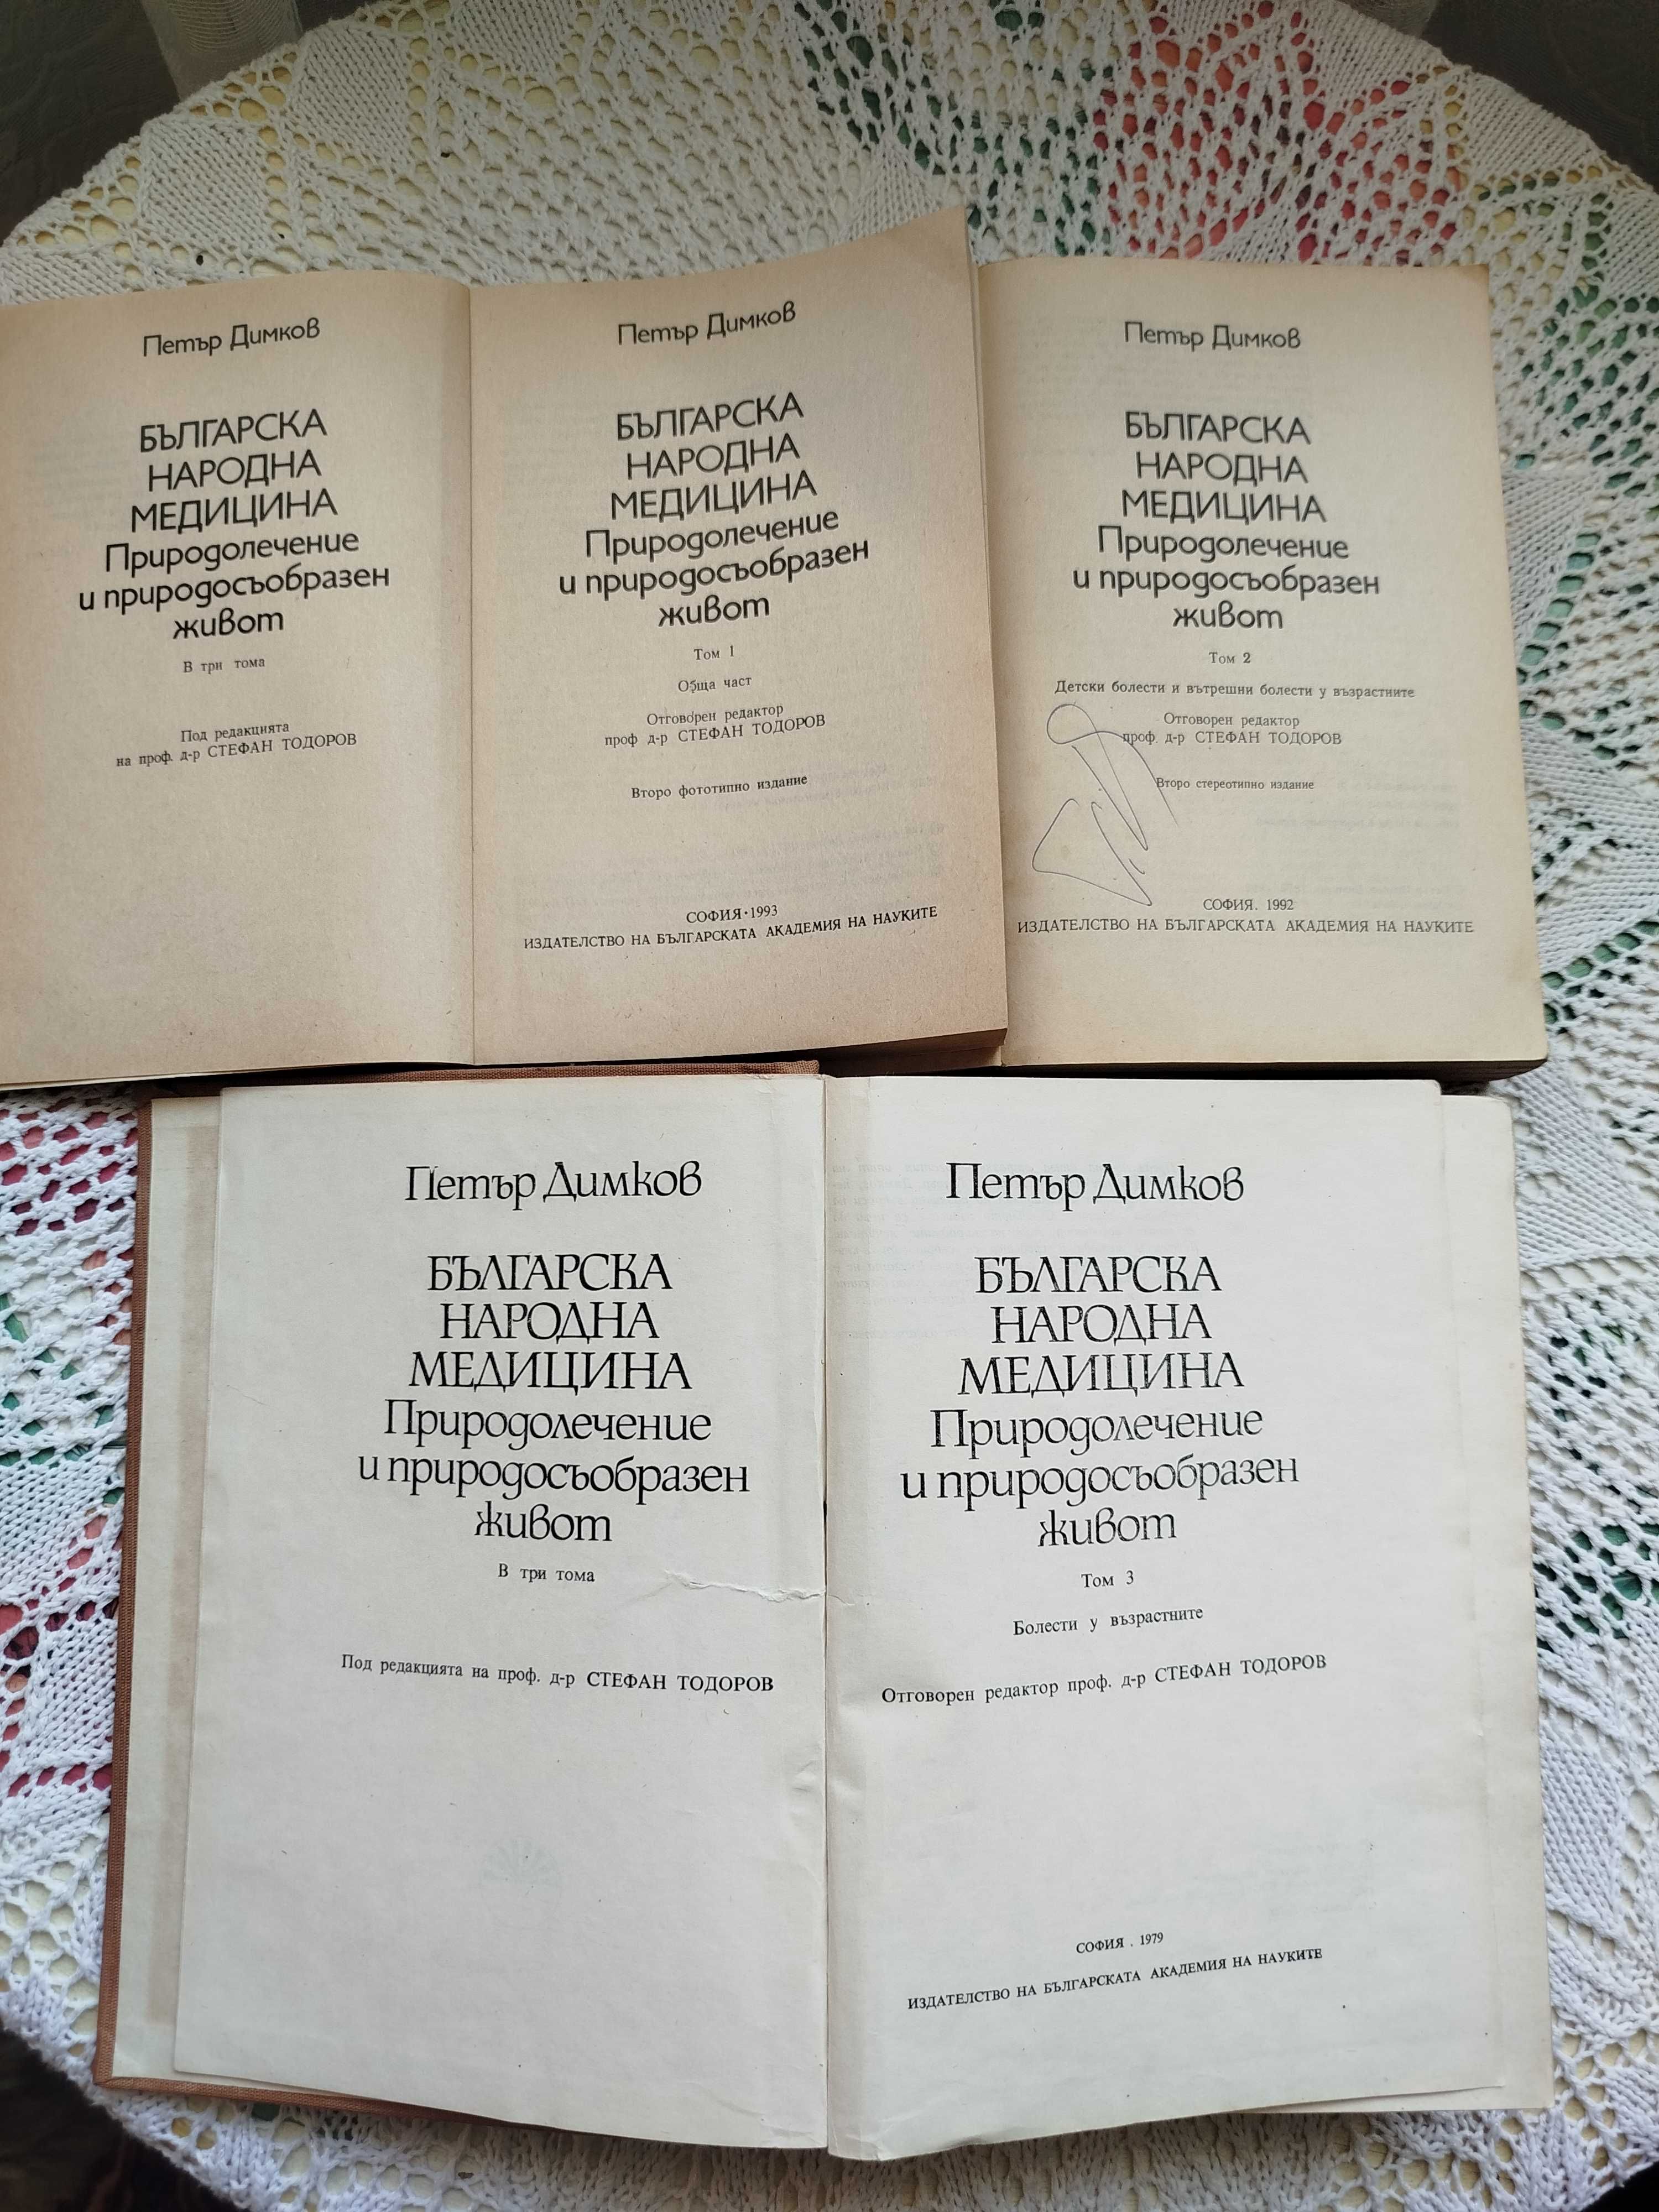 Петър Димков
БЪЛГАРСКА
НАРОДНА
МЕДИЦИНА
Природолечение
и природосъобразен
живот
В три тома
Под редакцията
на проф. д-р СТЕФАН ТОДОРОВ
Петър Димков
БЪЛГАРСКА
НАРОДНА
МЕДИЦИНА
Природолечение
и природосъобразен
живот
Том 1
Обща част
Отговорен редактор
проф д-р СТЕФАН ТОДОРОВ
Второ фототипно издание
СОФИЯ·1993
ИЗДАТЕЛСТВО НА БЪЛГАРСКАТА АКАДЕМИЯ НА НАУКИТЕ
Петър Димков
БЪЛГАРСКА
НАРОДНА
МЕДИЦИНА
Природолечение
и природосъобразен
живот
Том 2
Детски болести и вътрешни болести у възрастните
Отговорен редактор
проф. д-р СТЕФАН ТОДОРОВ
Второ стереотипно издание
СОФИЯ. 1992
ИЗДАТЕЛСТВО НА БЪЛГАРСКАТА АКАДЕМИЯ НА НАУКИТЕ
Петър Димков
БЪЛГАРСКА
НАРОДНА
МЕДИЦИНА
Природолечение
и природосъобразен
живот
В три тома
Под редакцията на проф. д-р СТЕФАН ТОДОРОВ
Петър Димков
БЪЛГАРСКА
НАРОДНА
МЕДИЦИНА
Природолечение
и природосъобразен
живот
Том 3
Болести у възрастните
Отговорен редактор проф. д-р СТЕФАН ТОДОРОВ
СОФИЯ . 1979
ИЗДАТЕЛСТВО НА БЪЛГАРСКАТА АКАДЕМИЯ НА НАУКИТЕ